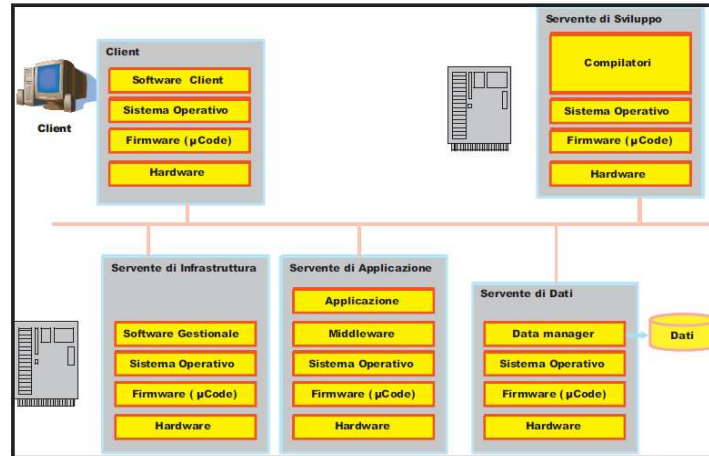 Client
Software Client
Sistema Operativo
Firmware (µCode)
Hardware
Client
Servente di Sviluppo
Compilatori
Sistema Operativo
Firmware (µCode)
Hardware
Servente di Infrastruttura
Software Gestionale
Sistema Operativo
Firmware ( µCode)
Hardware
Servente di Applicazione
Applicazione
Middleware
Sistema Operativo
Firmware ( µCode)
Hardware
Servente di Dati
Data manager
Sistema Operativo
Firmware ( µCode)
Hardware
Dati